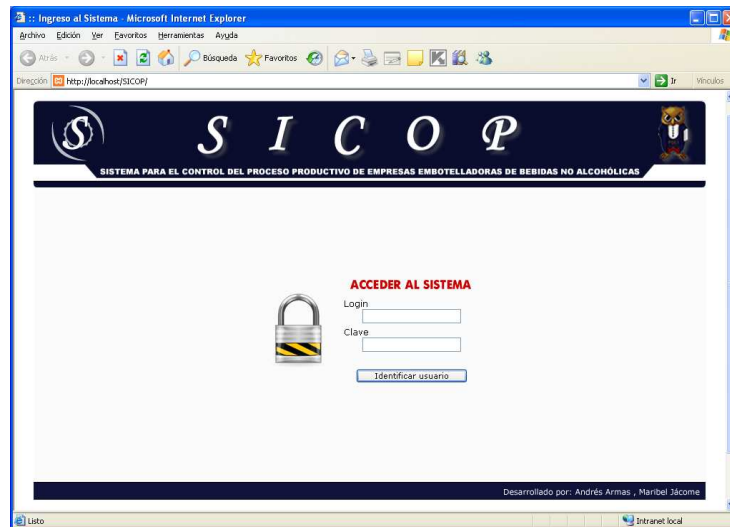 :: Ingreso al Sistema - Microsoft Internet Explorer
Archivo Edición Ver Favoritos Herramientas Ayuda
Atrás Búsqueda Favoritos
Dirección http://localhost/SICOP/ Ir Vínculos
S S I C O P
SISTEMA PARA EL CONTROL DEL PROCESO PRODUCTIVO DE EMPRESAS EMBOTELLADORAS DE BEBIDAS NO ALCOHÓLICAS
ACCEDER AL SISTEMA
Login
Clave
Identificar usuario
Desarrollado por: Andrés Armas , Maribel Jácome
Listo Intranet local